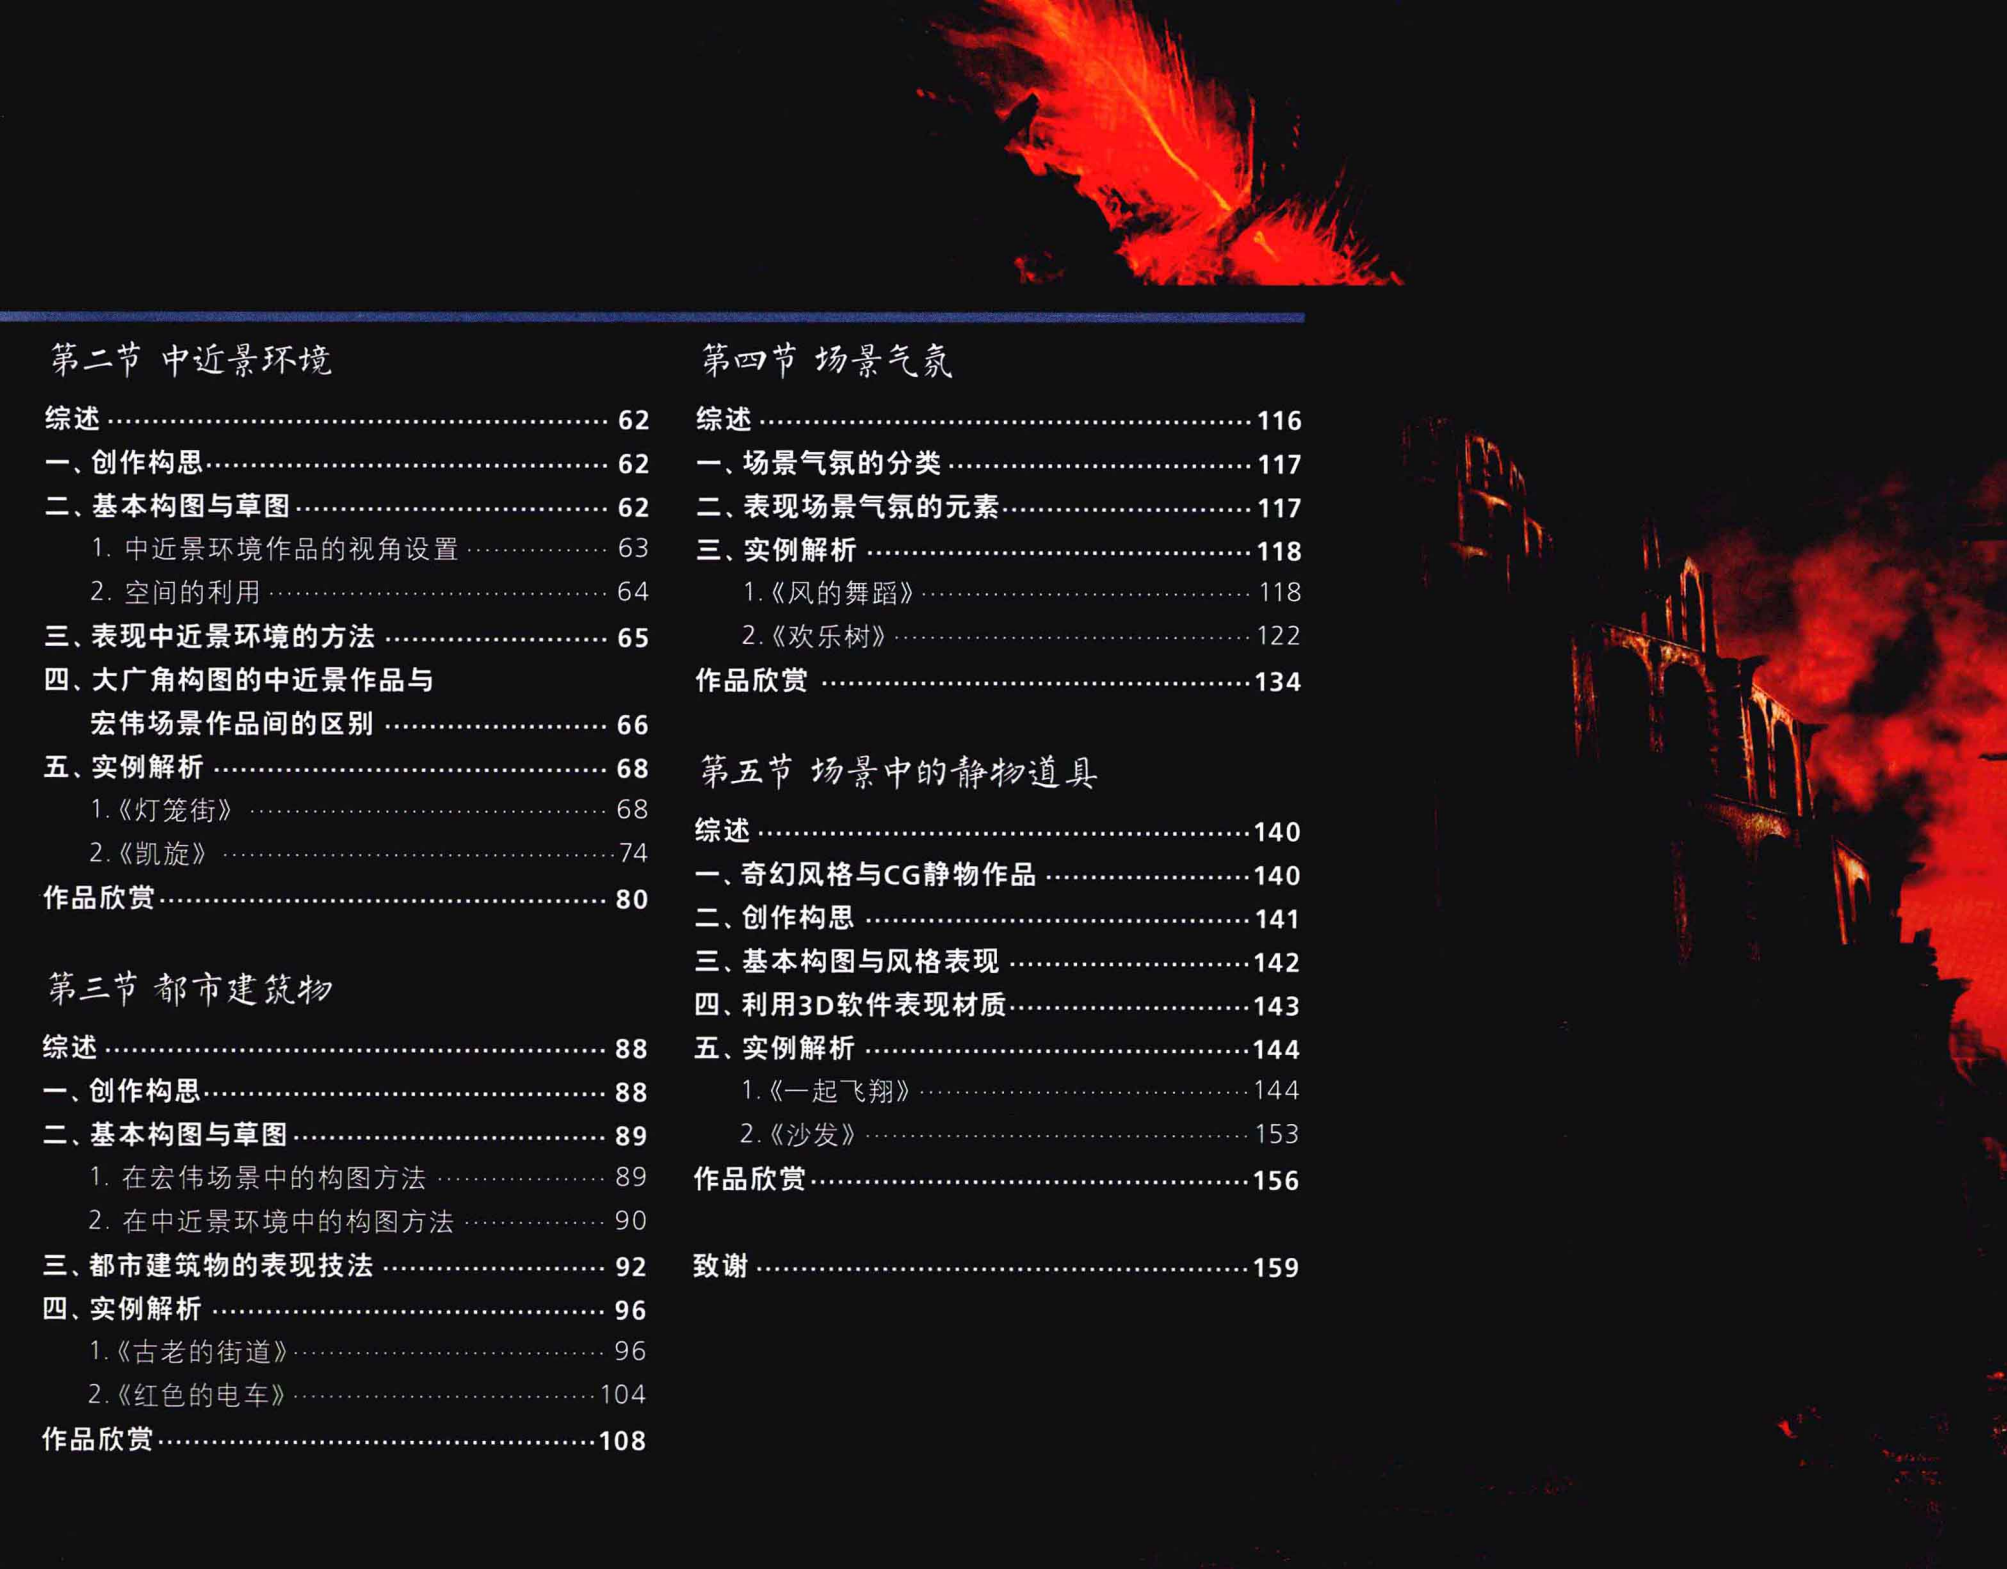 第二节 中近景环境
综述 62
一、创作构思 62
二、基本构图与草图 62
1. 中近景环境作品的视角设置 63
2. 空间的利用 64
三、表现中近景环境的方法 65
四、大广角构图的中近景作品与
宏伟场景作品间的区别 66
五、实例解析 68
1.《灯笼街》 68
2.《凯旋》 74
作品欣赏 80
第三节 都市建筑物
综述 88
一、创作构思 88
二、基本构图与草图 89
1. 在宏伟场景中的构图方法 89
2. 在中近景环境中的构图方法 90
三、都市建筑物的表现技法 92
四、实例解析 96
1.《古老的街道》 96
2.《红色的电车》 104
作品欣赏 108
第四节 场景气氛
综述 116
一、场景气氛的分类 117
二、表现场景气氛的元素 117
三、实例解析 118
1.《风的舞蹈》 118
2.《欢乐树》 122
作品欣赏 134
第五节 场景中的静物道具
综述 140
一、奇幻风格与CG静物作品 140
二、创作构思 141
三、基本构图与风格表现 142
四、利用3D软件表现材质 143
五、实例解析 144
1.《一起飞翔》 144
2.《沙发》 153
作品欣赏 156
致谢 159